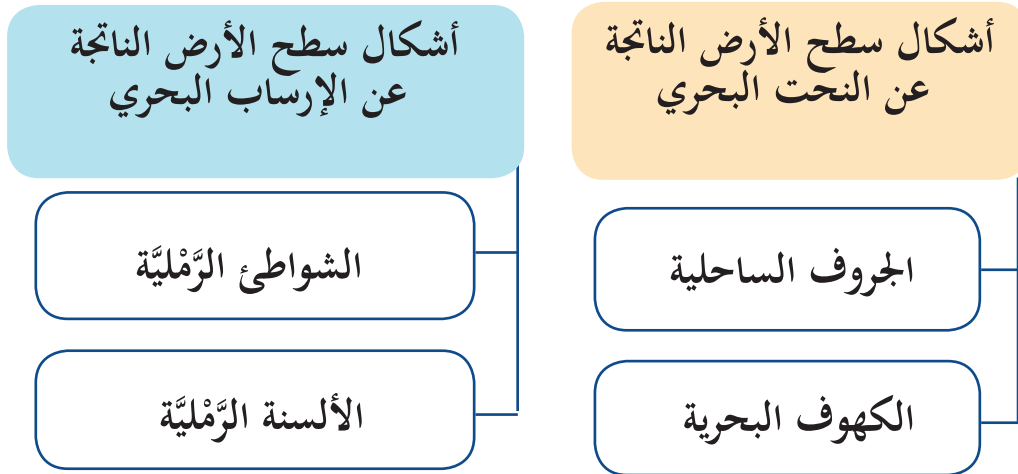 أشكال سطح الأرض الناتجة
عن النحت البحري
الجروف الساحلية
الكهوف البحرية
أشكال سطح الأرض الناتجة
عن الإرساب البحري
الشواطئ الرَّمْليَّة
الألسنة الرَّمْليَّة